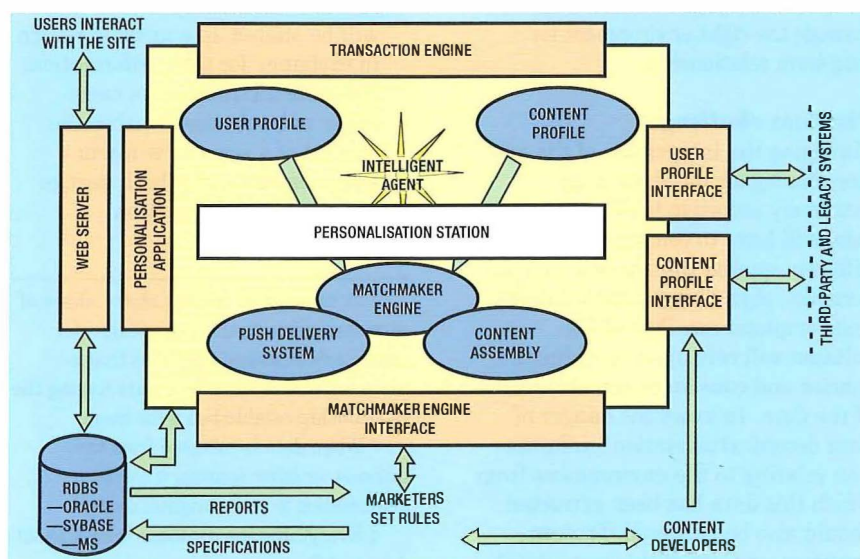 USERS INTERACT
WITH THE SITE
TRANSACTION ENGINE
USER PROFILE
CONTENT
PROFILE
INTELLIGENT
AGENT
WEB SERVER
PERSONALISATION
APPLICATION
PERSONALISATION STATION
USER
PROFILE
INTERFACE
CONTENT
PROFILE
INTERFACE
THIRD-PARTY AND LEGACY SYSTEMS
MATCHMAKER
ENGINE
PUSH DELIVERY
SYSTEM
CONTENT
ASSEMBLY
MATCHMAKER ENGINE
INTERFACE
RDBS
—ORACLE
—SYBASE
—MS
REPORTS
SPECIFICATIONS
MARKETERS
SET RULES
CONTENT
DEVELOPERS